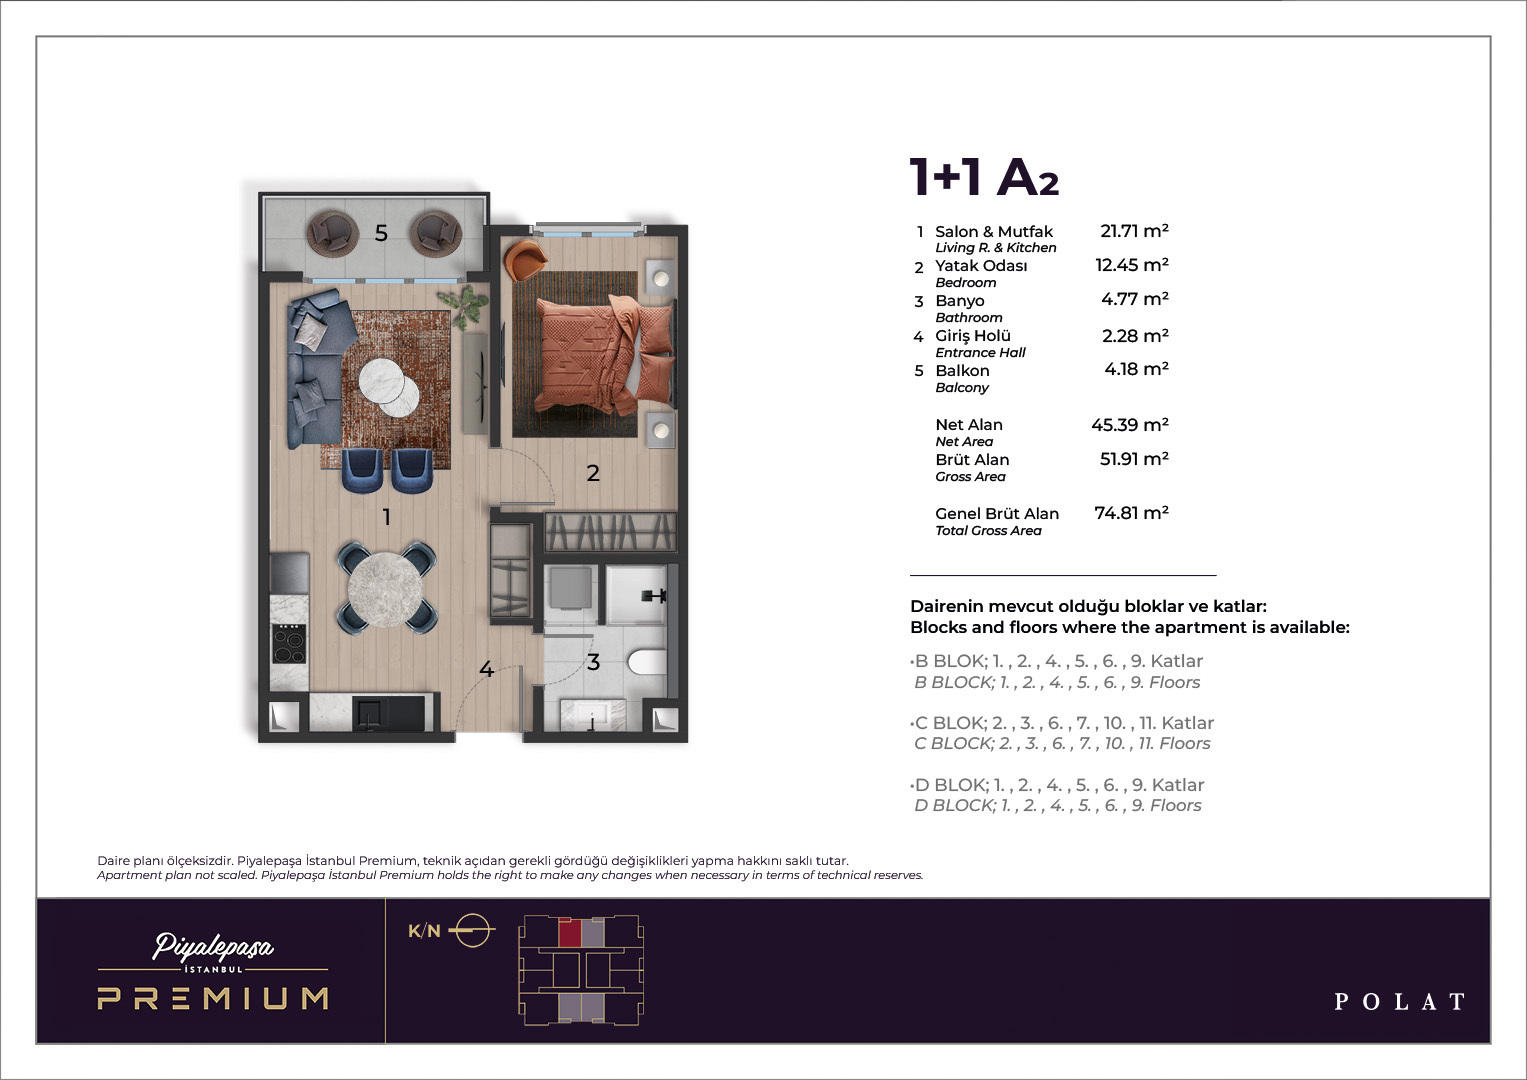 1+1 A2
1 Salon & Mutfak 21.71 m²
Living R. & Kitchen
2 Yatak Odası 12.45 m²
Bedroom
3 Banyo 4.77 m²
Bathroom
4 Giriş Holü 2.28 m²
Entrance Hall
5 Balkon 4.18 m²
Balcony
Net Alan 45.39 m²
Net Area
Brüt Alan 51.91 m²
Gross Area
Genel Brüt Alan 74.81 m²
Total Gross Area
Dairenin mevcut olduğu bloklar ve katlar:
Blocks and floors where the apartment is available:
•B BLOK; 1. , 2. , 4. , 5. , 6. , 9. Katlar
B BLOCK; 1. , 2. , 4. , 5. , 6. , 9. Floors
•C BLOK; 2. , 3. , 6. , 7. , 10. , 11. Katlar
C BLOCK; 2. , 3. , 6. , 7. , 10. , 11. Floors
•D BLOK; 1. , 2. , 4. , 5. , 6. , 9. Katlar
D BLOCK; 1. , 2. , 4. , 5. , 6. , 9. Floors
5
2
1
3
4
Daire planı ölçeksizdir. Piyalepaşa İstanbul Premium, teknik açıdan gerekli gördüğü değişiklikleri yapma hakkını saklı tutar.
Apartment plan not scaled. Piyalepaşa İstanbul Premium holds the right to make any changes when necessary in terms of technical reserves.
Piyalepaşa
İSTANBUL
PREMIUM
K/N
POLAT